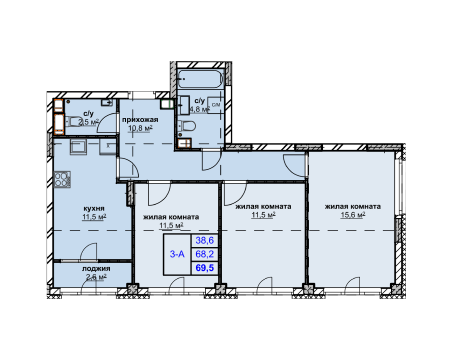 с/у
2,5 м²
прихожая
10,8 м²
с/у
4,8 м²
с/м
кухня
11,5 м²
жилая комната
11,5 м²
жилая комната
11,5 м²
жилая комната
15,6 м²
3-А
38,6
68,2
69,5
лоджия
2,6 м²